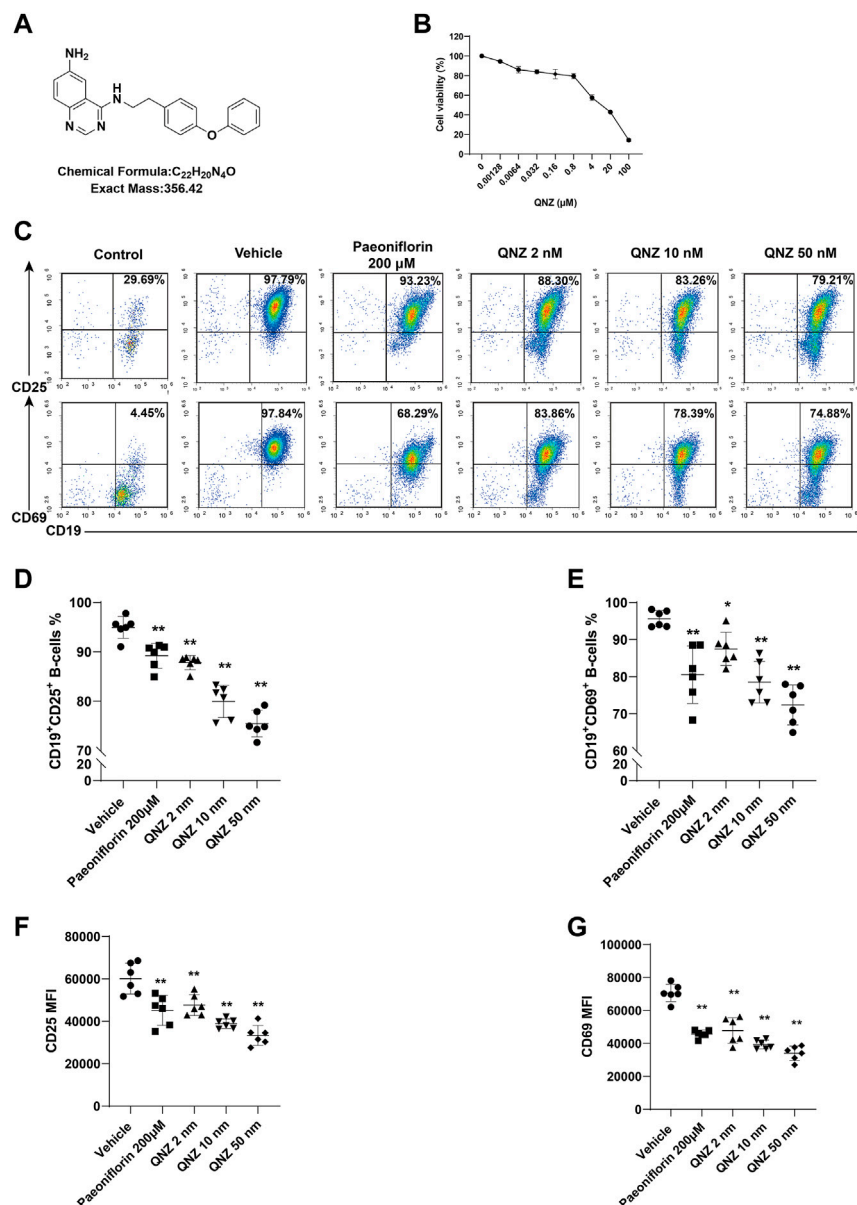 A
NH₂
H
N
N
N
O
Chemical Formula:C₂₂H₂₀N₄O
Exact Mass:356.42
B
Cell viability (%)
120
100
80
60
40
20
0
0
0.00128
0.0064
0.032
0.16
0.8
4
20
100
QNZ (μM)
C
Control
Vehicle
Paeoniflorin
200 μM
QNZ 2 nM
QNZ 10 nM
QNZ 50 nM
29.69%
97.79%
93.23%
88.30%
83.26%
79.21%
CD25
4.45%
97.84%
68.29%
83.86%
78.39%
74.88%
CD69
CD19
D
CD19⁺CD25⁺ B-cells %
100
90
80
70
20
0
**
**
**
**
Vehicle
Paeoniflorin 200μM
QNZ 2 nm
QNZ 10 nm
QNZ 50 nm
E
CD19⁺CD69⁺ B-cells %
100
90
80
70
60
20
0
**
*
**
**
Vehicle
Paeoniflorin 200μM
QNZ 2 nm
QNZ 10 nm
QNZ 50 nm
F
CD25 MFI
80000
60000
40000
20000
0
**
**
**
**
Vehicle
Paeoniflorin 200μM
QNZ 2 nm
QNZ 10 nm
QNZ 50 nm
G
CD69 MFI
100000
80000
60000
40000
20000
0
**
**
**
**
Vehicle
Paeoniflorin 200μM
QNZ 2 nm
QNZ 10 nm
QNZ 50 nm